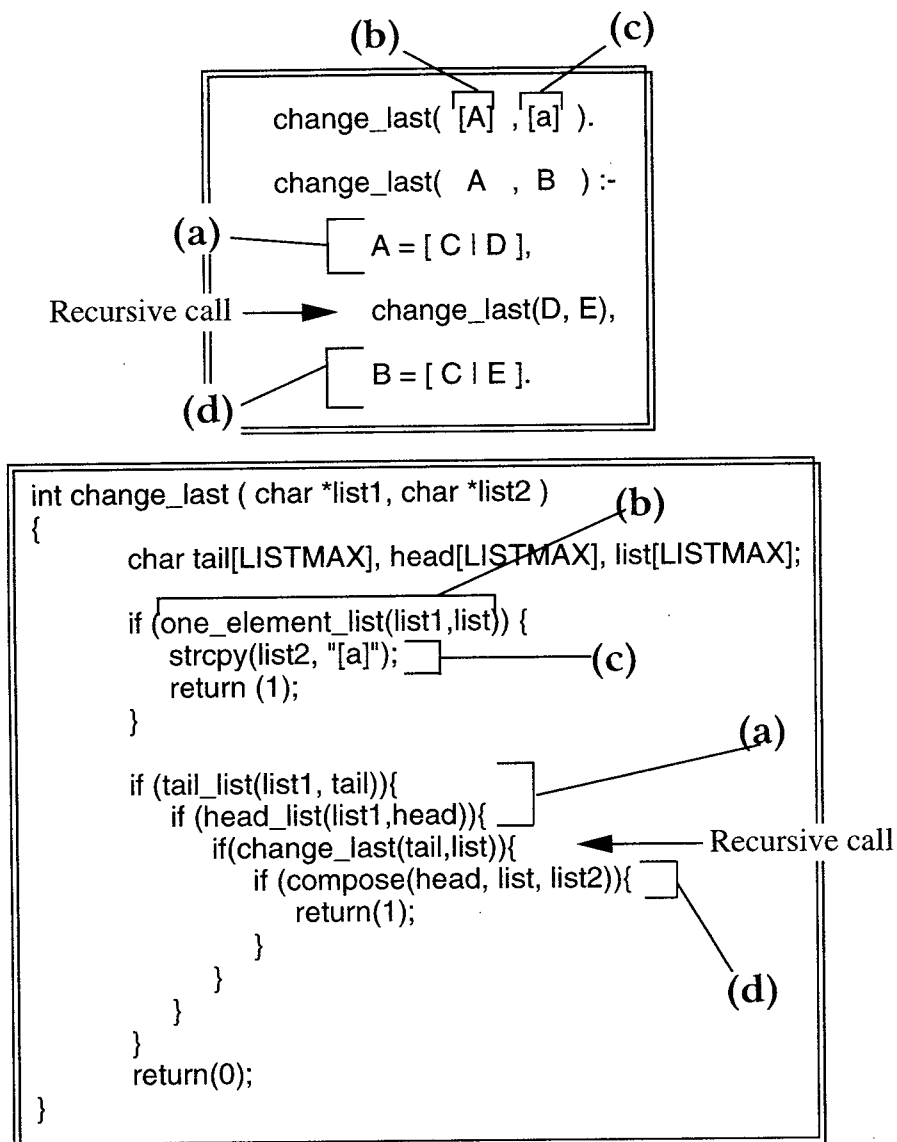 (b) (c)
change_last( [A] , [a] ).
change_last( A , B ) :-
(a) A = [ C | D ],
Recursive call change_last(D, E),
B = [ C | E ].
(d)
int change_last ( char *list1, char *list2 )
(b)
{
char tail[LISTMAX], head[LISTMAX], list[LISTMAX];
if (one_element_list(list1,list)) {
strcpy(list2, "[a]"); (c)
return (1);
}
(a)
if (tail_list(list1, tail)){
if (head_list(list1,head)){
if(change_last(tail,list)){ Recursive call
if (compose(head, list, list2)){
return(1);
}
(d)
}
}
}
return(0);
}